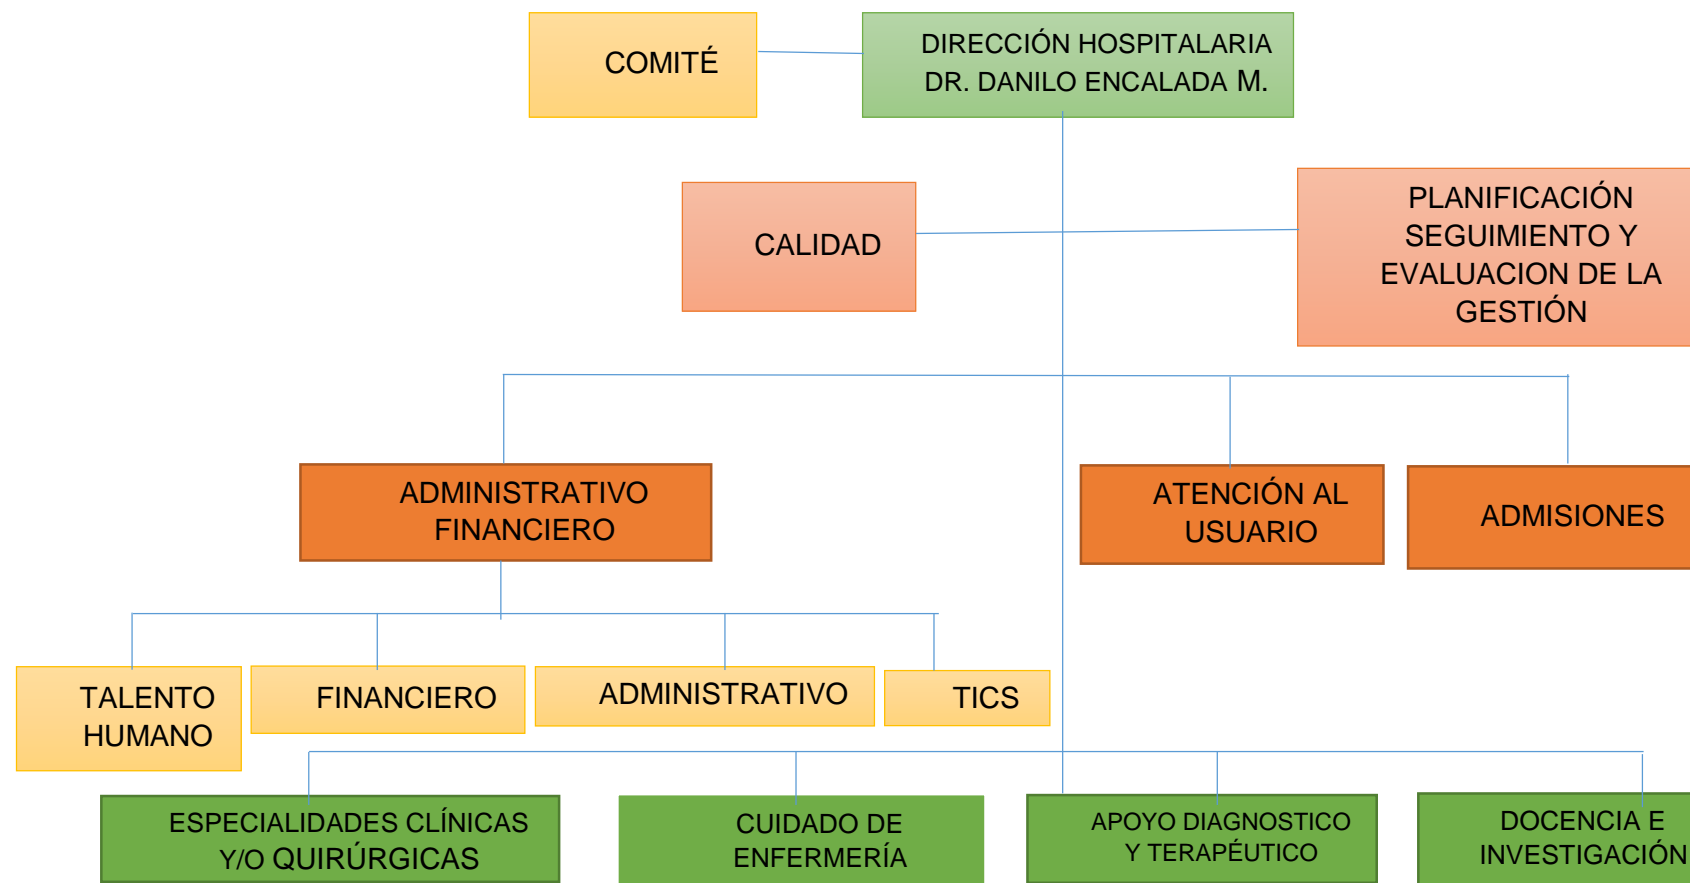 COMITÉ
DIRECCIÓN HOSPITALARIA
DR. DANILO ENCALADA M.
CALIDAD
PLANIFICACIÓN
SEGUIMIENTO Y
EVALUACION DE LA
GESTIÓN
ADMINISTRATIVO
FINANCIERO
ATENCIÓN AL
USUARIO
ADMISIONES
TALENTO
HUMANO
FINANCIERO
ADMINISTRATIVO
TICS
ESPECIALIDADES CLÍNICAS
Y/O QUIRÚRGICAS
CUIDADO DE
ENFERMERÍA
APOYO DIAGNOSTICO
Y TERAPÉUTICO
DOCENCIA E
INVESTIGACIÓN